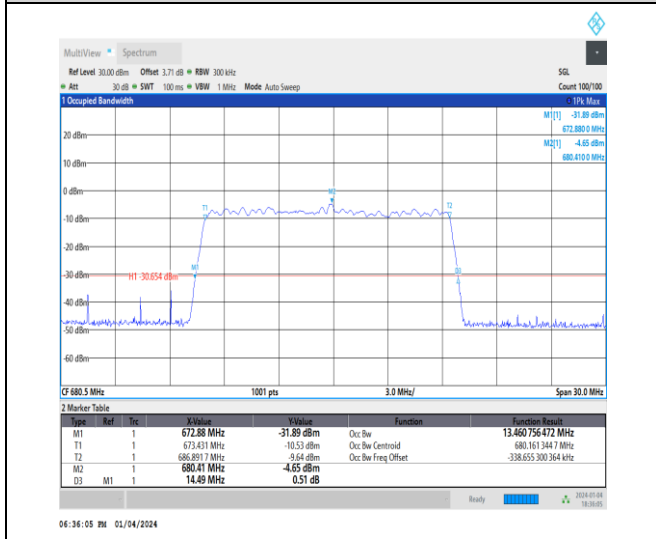 MultiView Spectrum
Ref Level 30.00 dBm Offset 3.71 dB RBW 300 kHz SGL
Att 30 dB SWT 100 ms VBW 1 MHz Mode Auto Sweep Count 100/100
1 Occupied Bandwidth 1Pk Max
M1[1] -31.89 dBm
672.880 0 MHz
M2[1] -4.65 dBm
680.410 0 MHz
20 dBm
10 dBm
0 dBm
M2
T1 T2
-10 dBm
-20 dBm
M1 D3
-30 dBm H1 -30.654 dBm
-40 dBm
-50 dBm
-60 dBm
CF 680.5 MHz 1001 pts 3.0 MHz/ Span 30.0 MHz
2 Marker Table
Type Ref Trc X-Value Y-Value Function Function Result
M1 1 672.88 MHz -31.89 dBm Occ Bw 13.460 756 472 MHz
T1 1 673.431 MHz -10.53 dBm Occ Bw Centroid 680.161 344 7 MHz
T2 1 686.891 7 MHz -9.64 dBm Occ Bw Freq Offset -338.655 300 364 kHz
M2 1 680.41 MHz -4.65 dBm
D3 M1 1 14.49 MHz 0.51 dB
Ready 2024-01-04
18:36:05
06:36:05 PM 01/04/2024